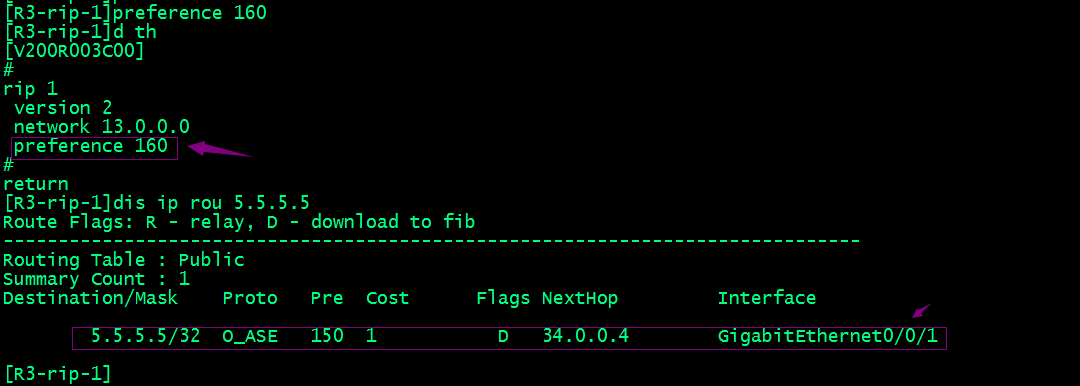 [R3-rip-1]preference 160
[R3-rip-1]d th
[V200R003C00]
#
rip 1
version 2
network 13.0.0.0
preference 160
#
return
[R3-rip-1]dis ip rou 5.5.5.5
Route Flags: R - relay, D - download to fib
------------------------------------------------------------------------------
Routing Table : Public
Summary Count : 1
Destination/Mask Proto Pre Cost Flags NextHop Interface
5.5.5.5/32 O_ASE 150 1 D 34.0.0.4 GigabitEthernet0/0/1
[R3-rip-1]